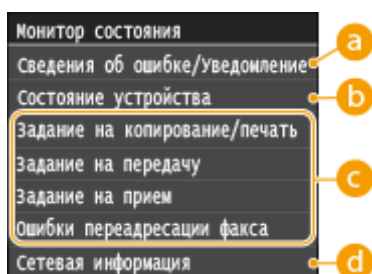 Монитор состояния
a
Сведения об ошибке/Уведомление
Состояние устройства
b
Задание на копирование/печать
Задание на передачу
c
Задание на прием
Ошибки переадресации факса
Сетевая информация
d